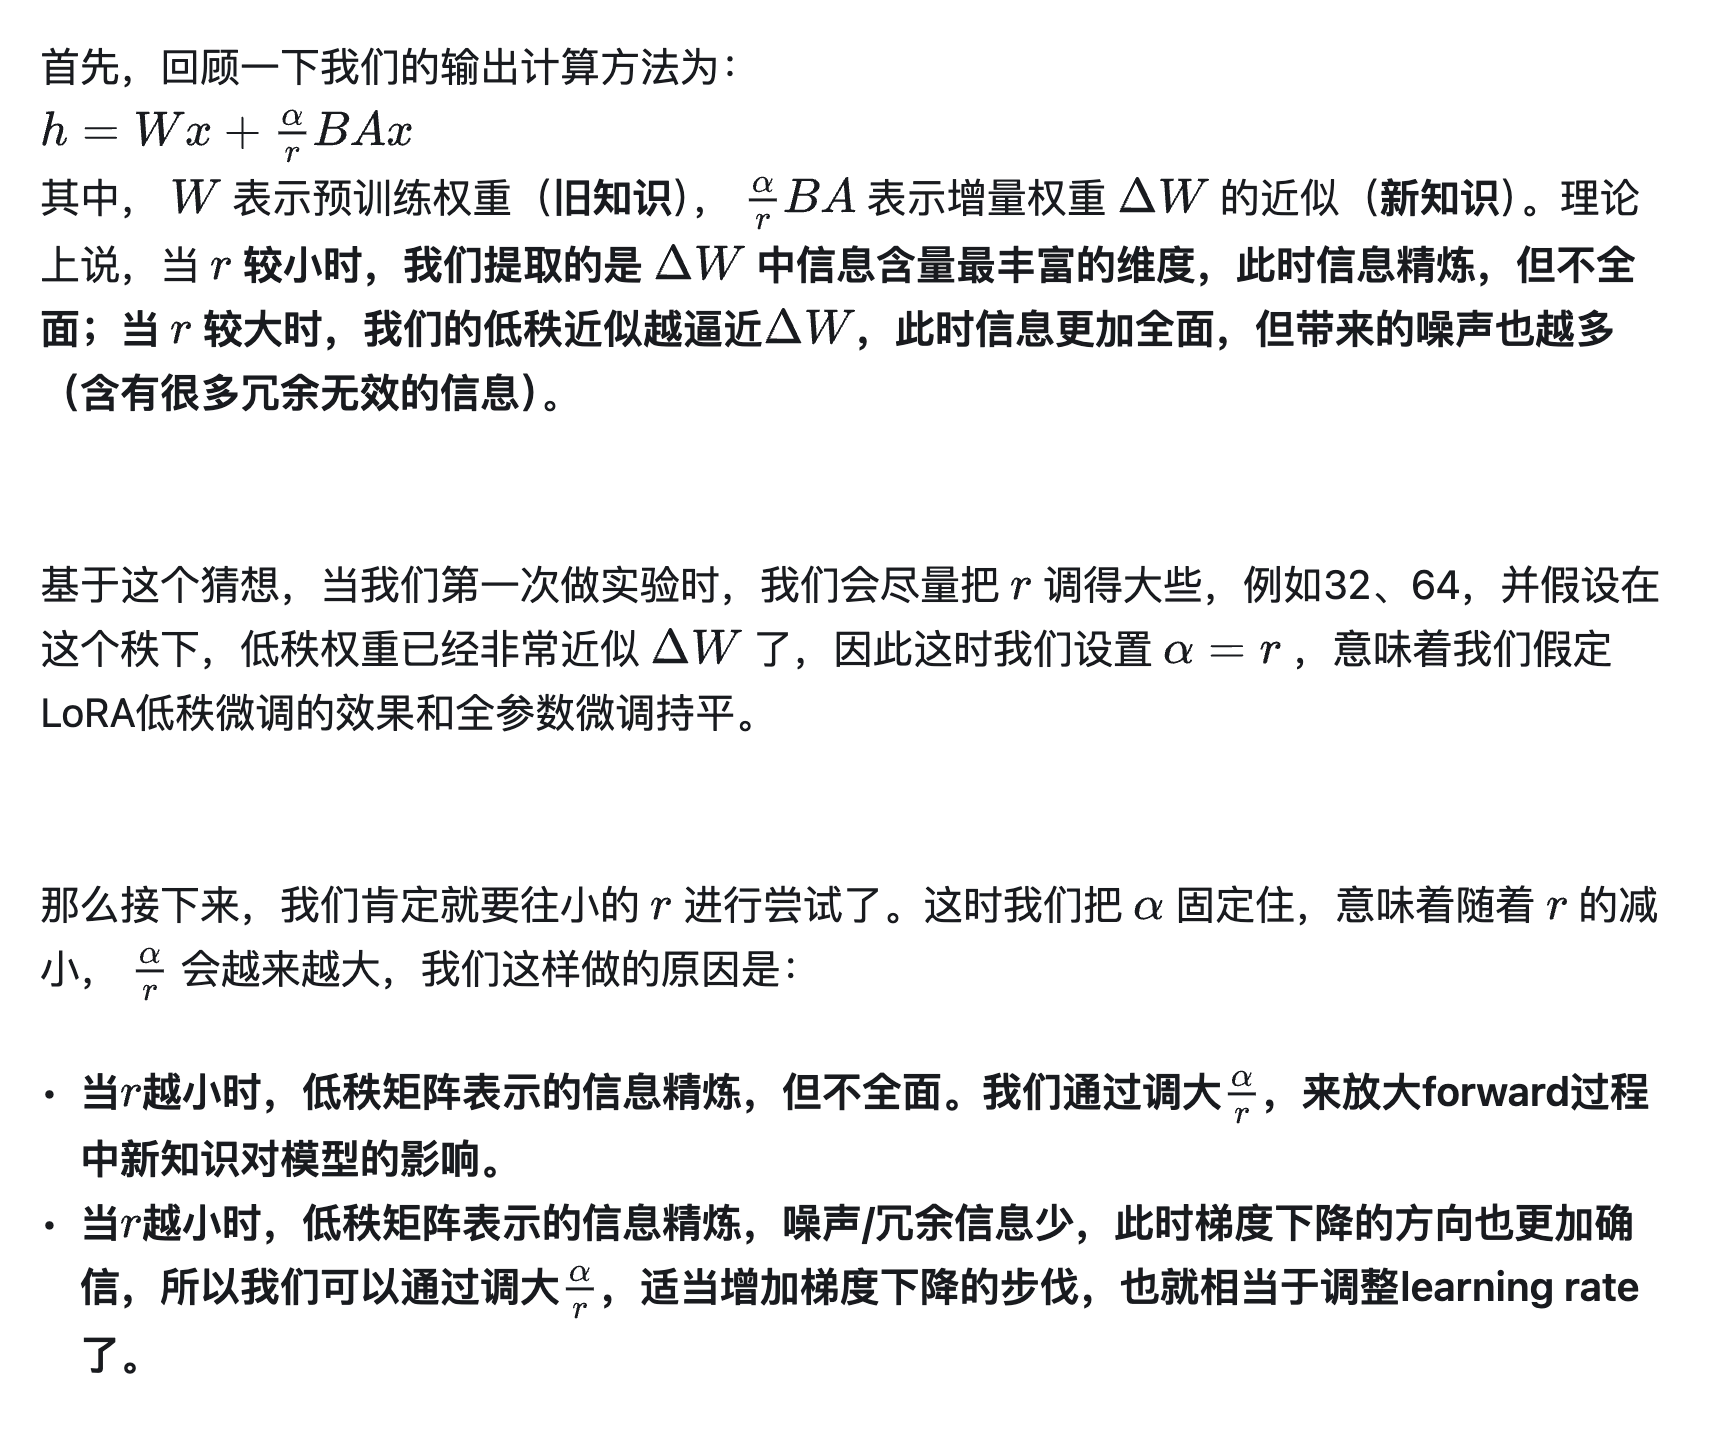 首先，回顾一下我们的输出计算方法为：
$h = Wx + \frac{\alpha}{r}BAx$
其中， $W$ 表示预训练权重（旧知识）， $\frac{\alpha}{r}BA$ 表示增量权重 $\Delta W$ 的近似（新知识）。理论
上说，当 $r$ 较小时，我们提取的是 $\Delta W$ 中信息含量最丰富的维度，此时信息精炼，但不全
面；当 $r$ 较大时，我们的低秩近似越逼近$\Delta W$，此时信息更加全面，但带来的噪声也越多
（含有很多冗余无效的信息）。
基于这个猜想，当我们第一次做实验时，我们会尽量把 $r$ 调得大些，例如32、64，并假设在
这个秩下，低秩权重已经非常近似 $\Delta W$ 了，因此这时我们设置 $\alpha = r$ ，意味着我们假定
LoRA低秩微调的效果和全参数微调持平。
那么接下来，我们肯定就要往小的 $r$ 进行尝试了。这时我们把 $\alpha$ 固定住，意味着随着 $r$ 的减
小， $\frac{\alpha}{r}$ 会越来越大，我们这样做的原因是：
• 当$r$越小时，低秩矩阵表示的信息精炼，但不全面。我们通过调大$\frac{\alpha}{r}$，来放大forward过程
中新知识对模型的影响。
• 当$r$越小时，低秩矩阵表示的信息精炼，噪声/冗余信息少，此时梯度下降的方向也更加确
信，所以我们可以通过调大$\frac{\alpha}{r}$，适当增加梯度下降的步伐，也就相当于调整learning rate
了。